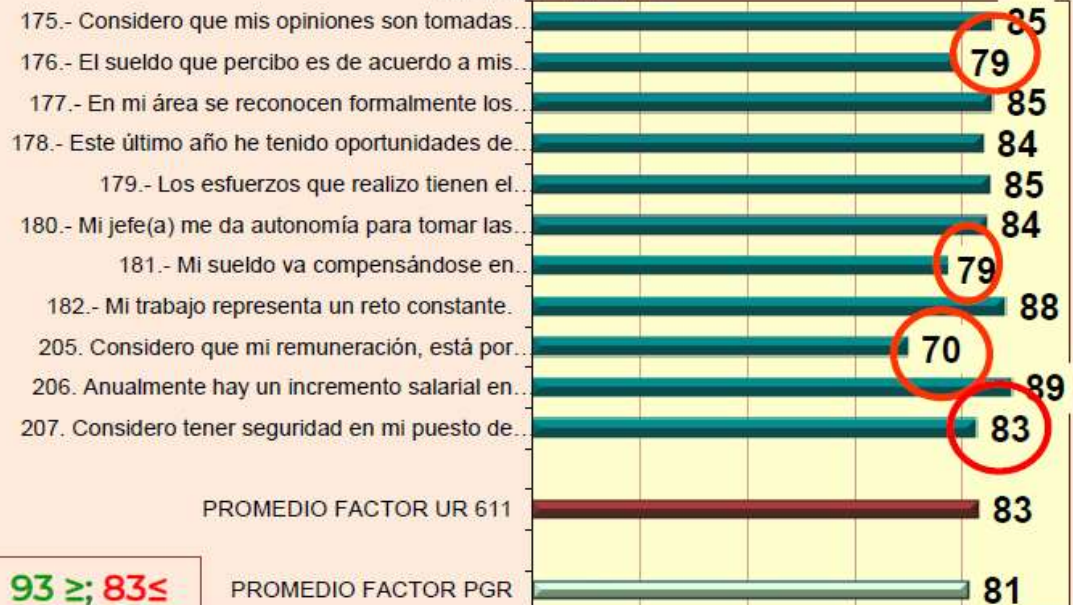 175.- Considero que mis opiniones son tomadas... 85
176.- El sueldo que percibo es de acuerdo a mis... 79
177.- En mi área se reconocen formalmente los... 85
178.- Este último año he tenido oportunidades de... 84
179.- Los esfuerzos que realizo tienen el... 85
180.- Mi jefe(a) me da autonomía para tomar las... 84
181.- Mi sueldo va compensándose en... 79
182.- Mi trabajo representa un reto constante. 88
205. Considero que mi remuneración, está por... 70
206. Anualmente hay un incremento salarial en... 89
207. Considero tener seguridad en mi puesto de... 83
PROMEDIO FACTOR UR 611 83
93 ≥; 83≤ PROMEDIO FACTOR PGR 81